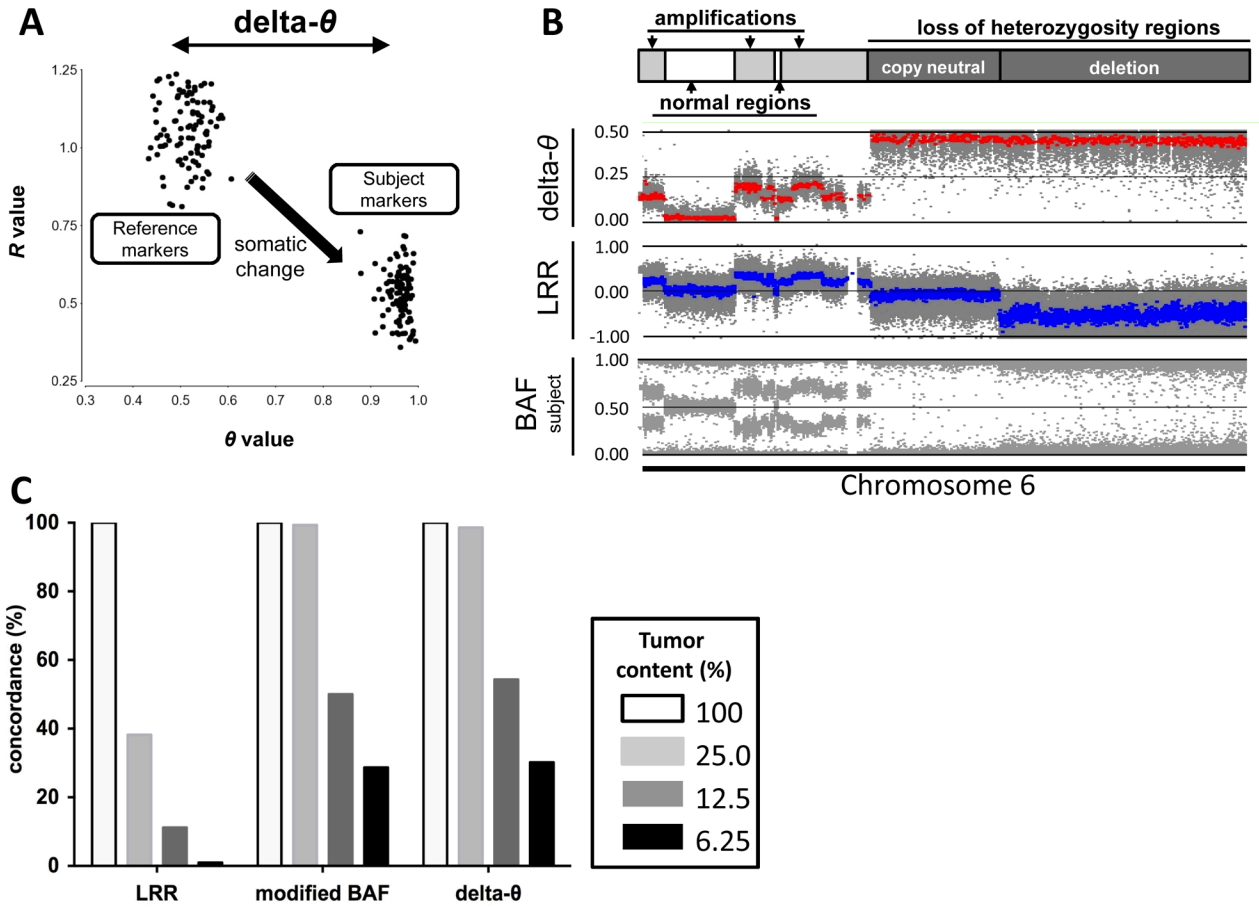 A
delta-θ
1.25
1.0
0.75
0.5
0.25
R value
Reference
markers
Subject
markers
somatic
change
0.3 0.4 0.5 0.6 0.7 0.8 0.9 1.0
θ value
B
amplifications
loss of heterozygosity regions
copy neutral
deletion
normal regions
delta-θ
0.50
0.25
0.00
LRR
1.00
0.00
-1.00
BAF
subject
1.00
0.50
0.00
Chromosome 6
C
concordance (%)
100
80
60
40
20
0
LRR modified BAF delta-θ
Tumor
content (%)
100
25.0
12.5
6.25